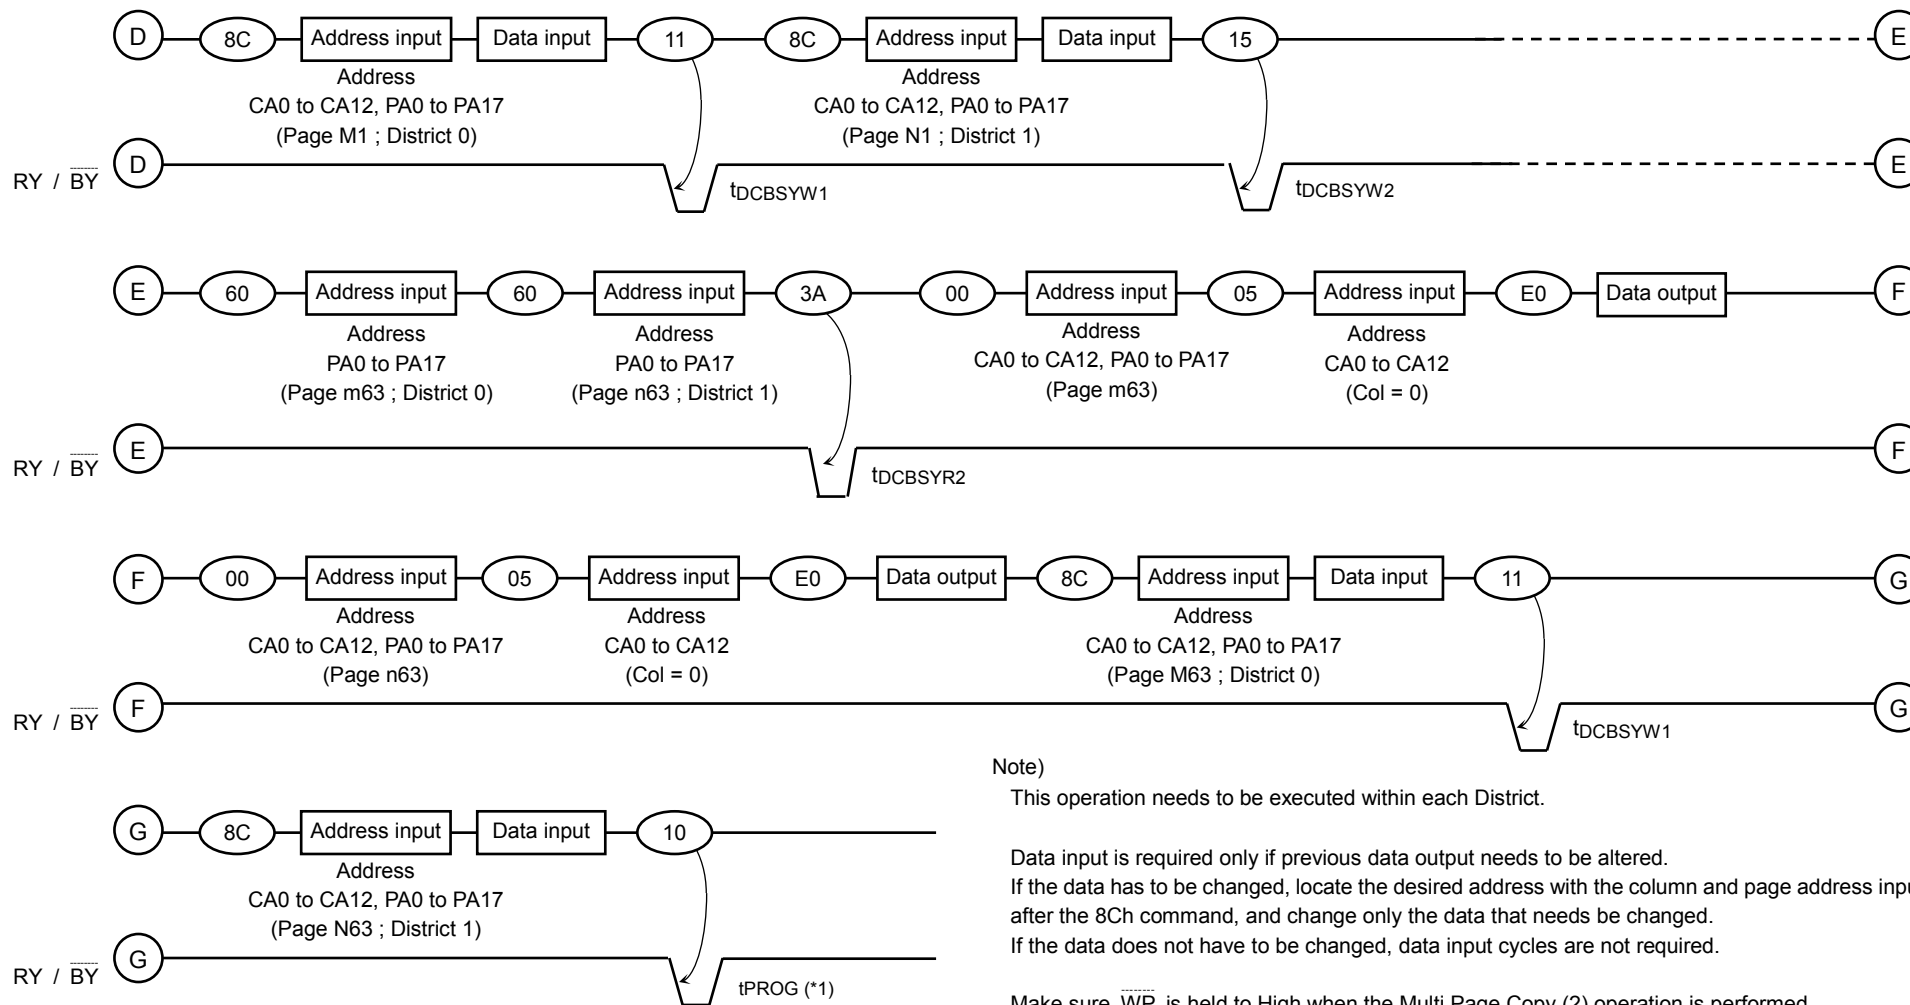 D 8C Address input Data input 11 8C Address input Data input 15 E
Address Address
CA0 to CA12, PA0 to PA17 CA0 to CA12, PA0 to PA17
(Page M1 ; District 0) (Page N1 ; District 1)
D E
RY / BY tDCBSYW1 tDCBSYW2
E 60 Address input 60 Address input 3A 00 Address input 05 Address input E0 Data output F
Address Address Address Address
PA0 to PA17 PA0 to PA17 CA0 to CA12, PA0 to PA17 CA0 to CA12
(Page m63 ; District 0) (Page n63 ; District 1) (Page m63) (Col = 0)
E F
RY / BY tDCBSYR2
F 00 Address input 05 Address input E0 Data output 8C Address input Data input 11 G
Address Address Address
CA0 to CA12, PA0 to PA17 CA0 to CA12 CA0 to CA12, PA0 to PA17
(Page n63) (Col = 0) (Page M63 ; District 0)
F G
RY / BY tDCBSYW1
G 8C Address input Data input 10
Address
CA0 to CA12, PA0 to PA17
(Page N63 ; District 1)
G
RY / BY tPROG (*1)
Note)
This operation needs to be executed within each District.
Data input is required only if previous data output needs to be altered.
If the data has to be changed, locate the desired address with the column and page address
after the 8Ch command, and change only the data that needs be changed.
If the data does not have to be changed, data input cycles are not required.
Make sure WP is held to High when the Multi Page Copy (2) operation is performed